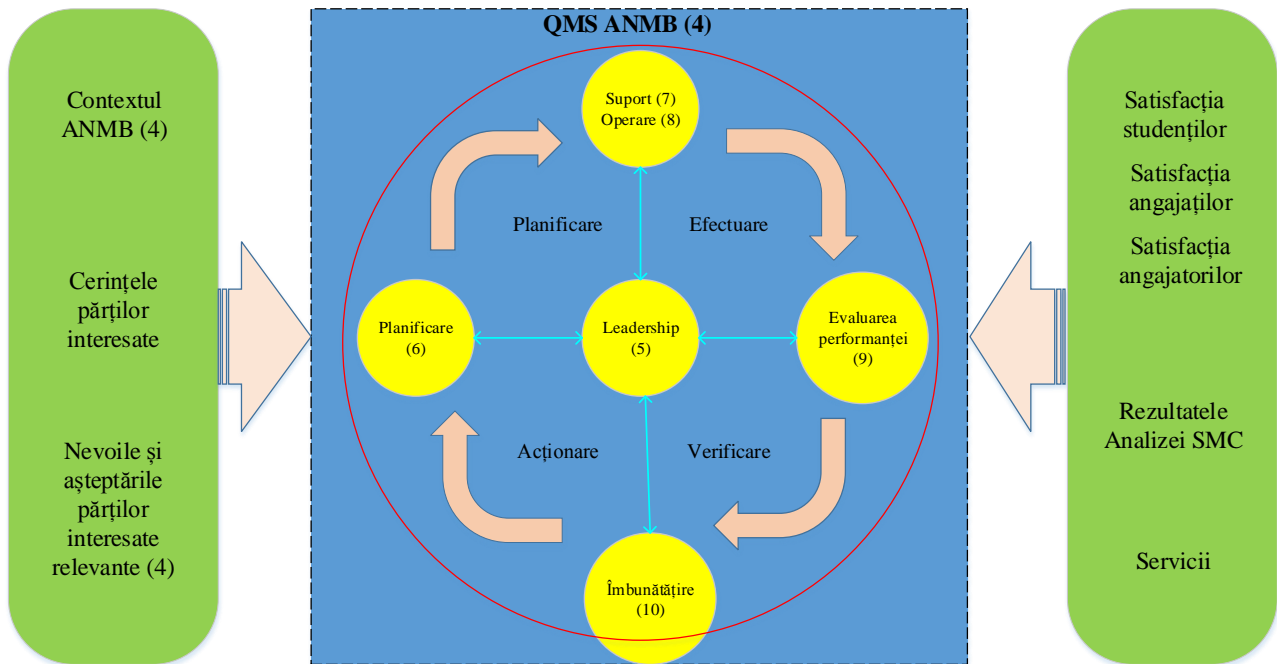 QMS ANMB (4)
Contextul
ANMB (4)
Cerințele
părților
interesate
Nevoile și
așteptările
părților
interesate
relevante (4)
Suport (7)
Operare (8)
Planificare
Efectuare
Planificare
(6)
Leadership
(5)
Evaluarea
performanței
(9)
Acționare
Verificare
Îmbunătățire
(10)
Satisfacția
studenților
Satisfacția
angajaților
Satisfacția
angajatorilor
Rezultatele
Analizei SMC
Servicii